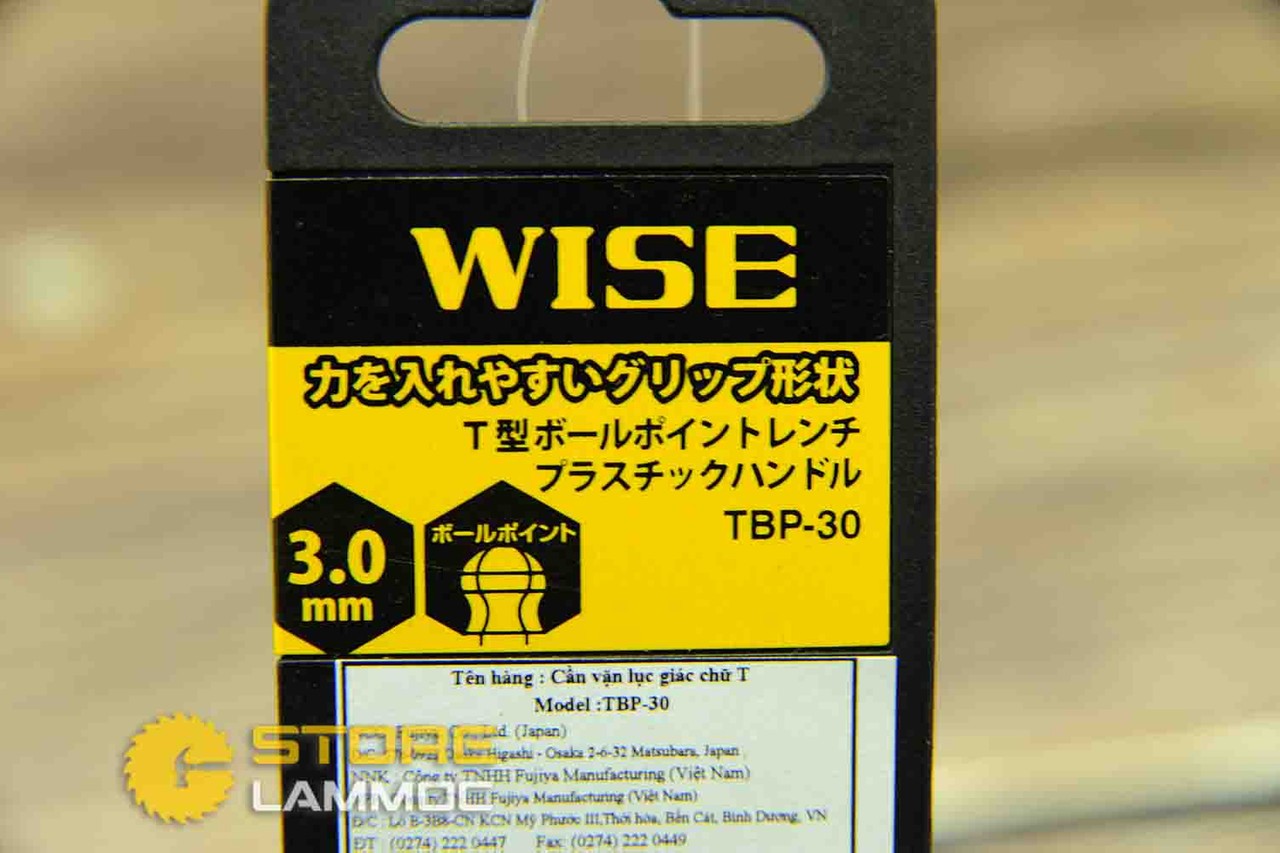 WISE
力を入れやすいグリップ形状
T型ボールポイントレンチ
プラスチックハンドル
TBP-30
3.0
mm
ボールポイント
Tên hàng : Cần vặn lục giác chữ T
Model :TBP-30
Fujiya Ltd. (Japan)
Higashi - Osaka 2-6-32 Matsubara, Japan
NNK : Công ty TNHH Fujiya Manufacturing (Việt Nam)
Fujiya Manufacturing (Việt Nam)
Đ/C : Lô B-3B8-CN KCN Mỹ Phước III,Thới hòa, Bến Cát, Bình Dương, VN
ĐT : (0274) 222 0447 Fax: (0274) 222 0449
STORE
LAMMOC